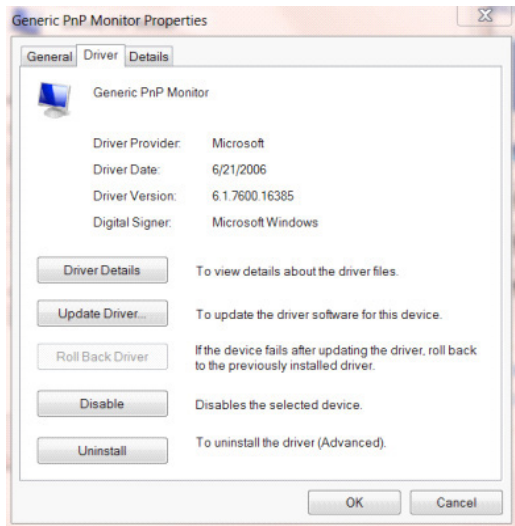 Generic PnP Monitor Properties
General Driver Details
Generic PnP Monitor
Driver Provider: Microsoft
Driver Date: 6/21/2006
Driver Version: 6.1.7600.16385
Digital Signer: Microsoft Windows
Driver Details To view details about the driver files.
Update Driver... To update the driver software for this device.
Roll Back Driver If the device fails after updating the driver, roll back
to the previously installed driver.
Disable Disables the selected device.
Uninstall To uninstall the driver (Advanced).
OK Cancel